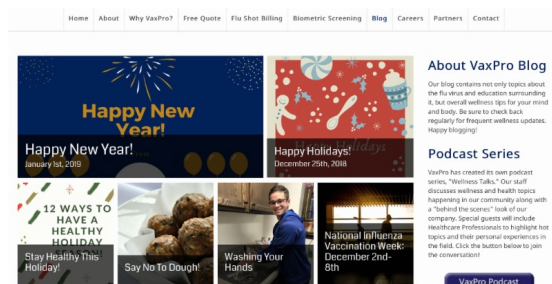 Home About Why VaxPro? Free Quote Flu Shot Billing Biometric Screening Blog Careers Partners Contact
Happy New
Year!
Happy New Year!
January 1st, 2019
Holidays
Happy Holidays!
December 25th, 2018
12 WAYS TO
HAVE A
HEALTHY
HOLIDAY
SEASON!
Stay Healthy This
Holiday!
Say No To Dough!
Washing Your
Hands
National Influenza
Vaccination Week:
December 2nd-
8th
About VaxPro Blog
Our blog contains not only topics about
the flu virus and education surrounding
it, but overall wellness tips for your mind
and body. Be sure to check back
regularly for frequent wellness updates.
Happy blogging!
Podcast Series
VaxPro has created its own podcast
series, "Wellness Talks." Our staff
discusses wellness and health topics
happening in our community along with
a "behind the scenes" look of our
company. Special guests will include
Healthcare Professionals to highlight hot
topics and their personal experiences in
the field. Click the button below to join
the conversation!
VaxPro Podcast